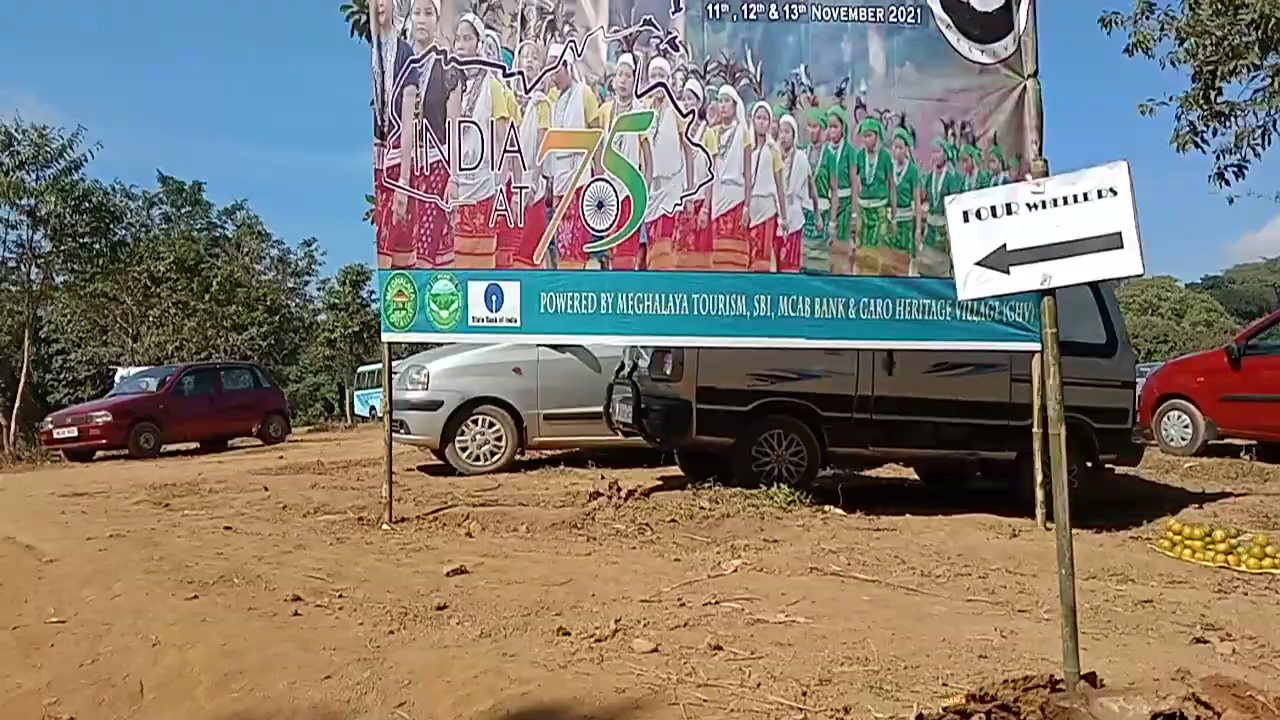 11th, 12th & 13th NOVEMBER 2021
INDIA
AT 75
FOUR WHEELERS
State Bank of India
POWERED BY MEGHALAYA TOURISM, SBI, MCAB BANK & GARO HERITAGE VILLAGE (GHV)